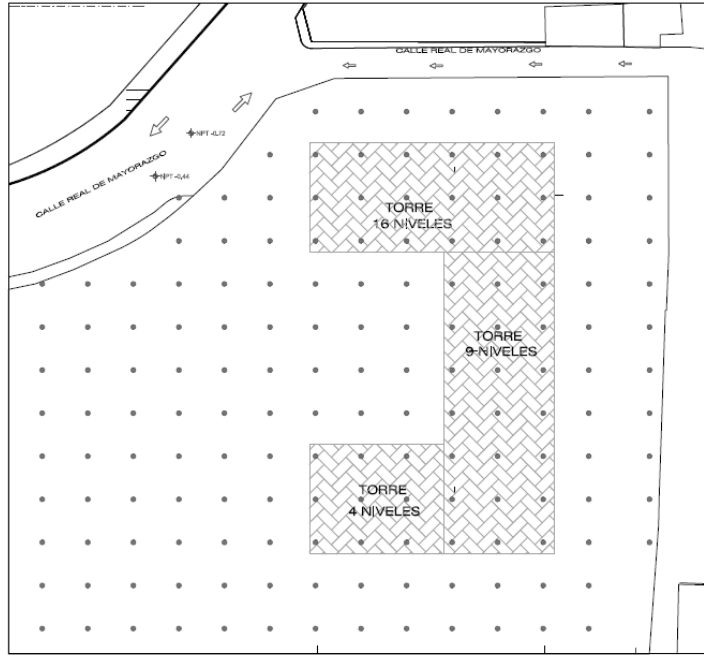 CALLE REAL DE MAYORAZGO
NPT -0.72
NPT -0.44
CALLE REAL DE MAYORAZGO
TORRE
16 NIVELES
TORRE
9 NIVELES
TORRE
4 NIVELES